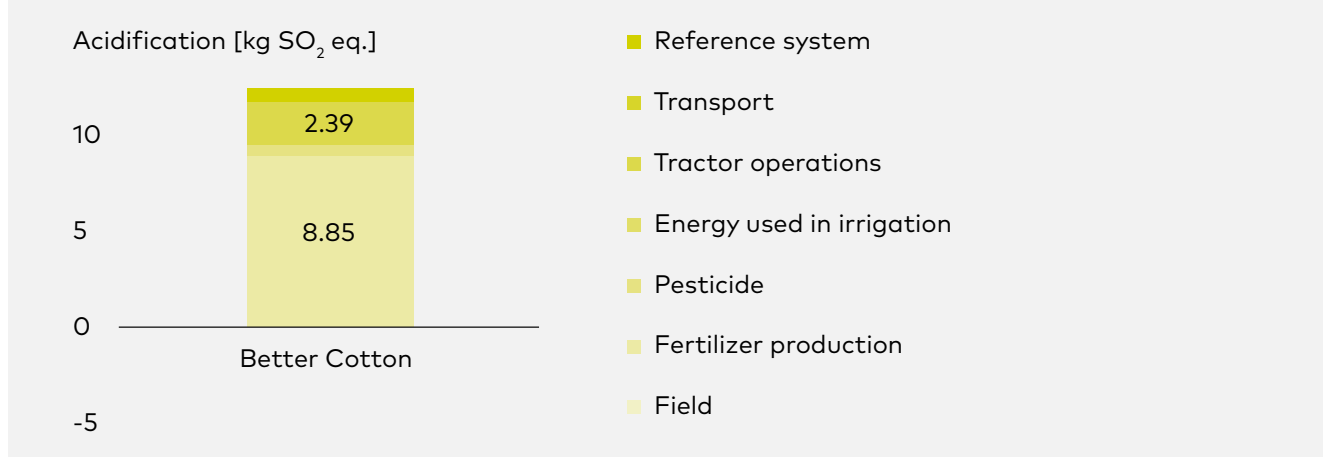 Acidification [kg SO₂ eq.]
10
5
0
-5
2.39
8.85
Better Cotton
Reference system
Transport
Tractor operations
Energy used in irrigation
Pesticide
Fertilizer production
Field